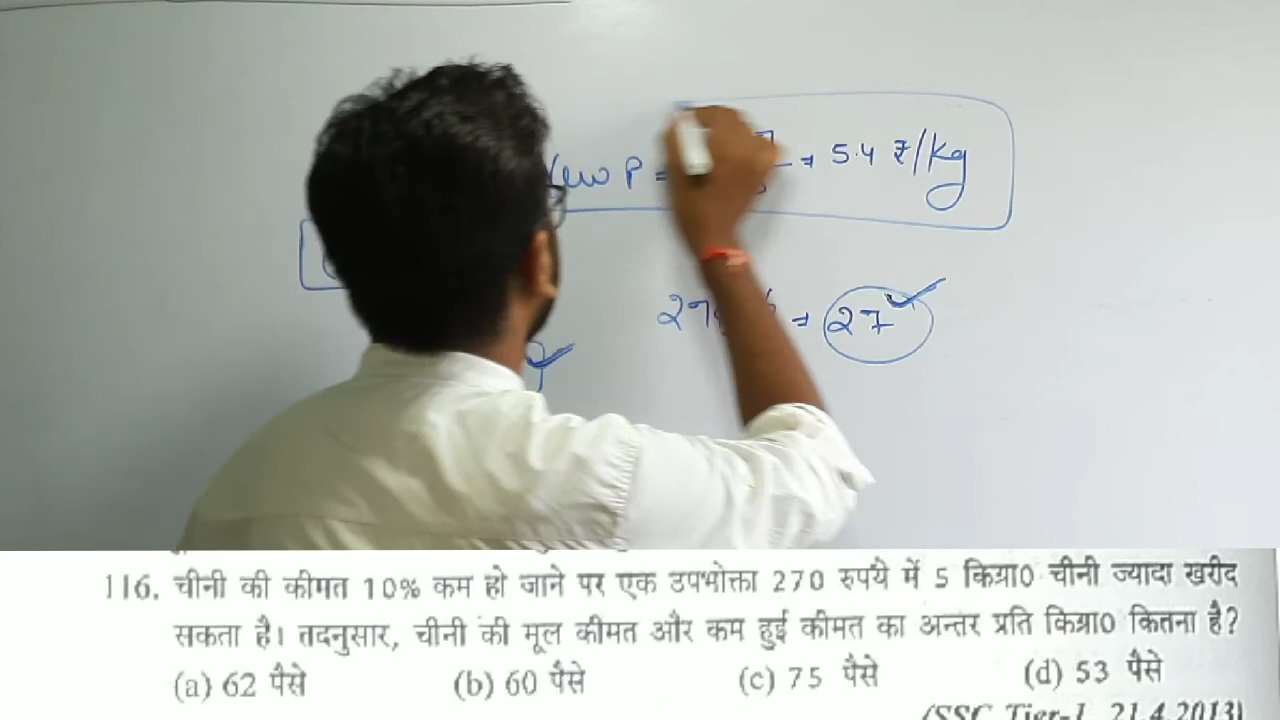 New P = = 5.4 ₹/kg
= 27
116. चीनी की कीमत 10% कम हो जाने पर एक उपभोक्ता 270 रुपये में 5 किग्रा0 चीनी ज्यादा खरीद
सकता है। तदनुसार, चीनी की मूल कीमत और कम हुई कीमत का अन्तर प्रति किग्रा0 कितना है?
(a) 62 पैसे (b) 60 पैसे (c) 75 पैसे (d) 53 पैसे
(SSC Tier-1, 21.4.2013)